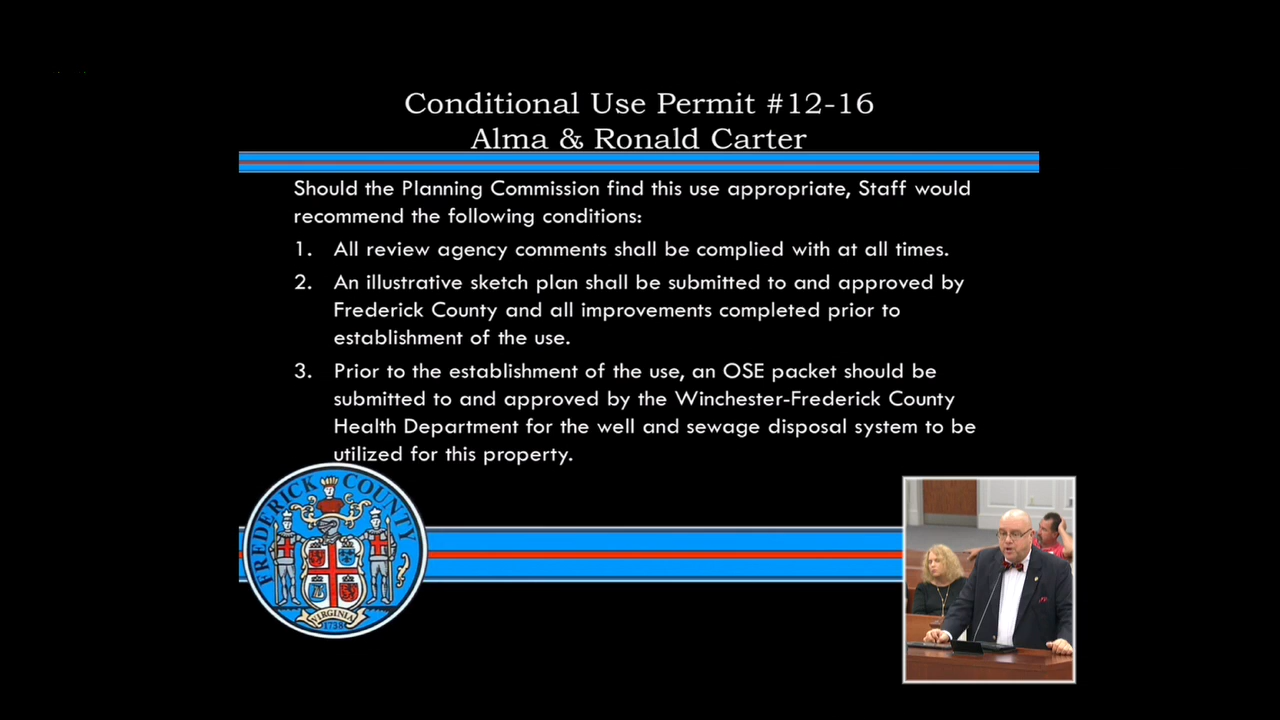 Conditional Use Permit #12-16
Alma & Ronald Carter
Should the Planning Commission find this use appropriate, Staff would
recommend the following conditions:
1. All review agency comments shall be complied with at all times.
2. An illustrative sketch plan shall be submitted to and approved by
Frederick County and all improvements completed prior to
establishment of the use.
3. Prior to the establishment of the use, an OSE packet should be
submitted to and approved by the Winchester-Frederick County
Health Department for the well and sewage disposal system to be
utilized for this property.
FREDERICK COUNTY
VIRGINIA
1738